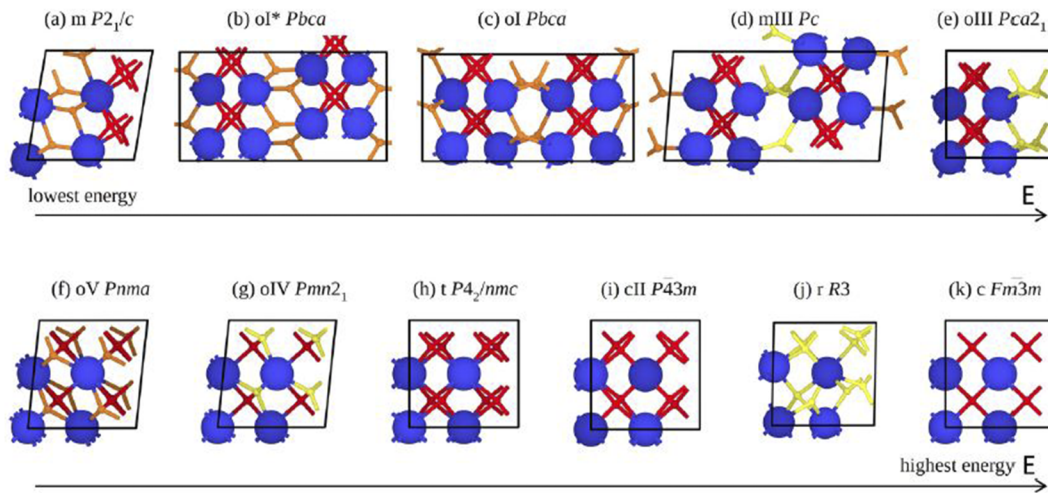 (a) m P2₁/c
(b) oI* Pbca
(c) oI Pbca
(d) mIII Pc
(e) oIII Pca2₁
lowest energy
E
(f) oV Pnma
(g) oIV Pmn2₁
(h) t P4₂/nmc
(i) cII P4̅3m
(j) r R3
(k) c Fm3̅m
highest energy E